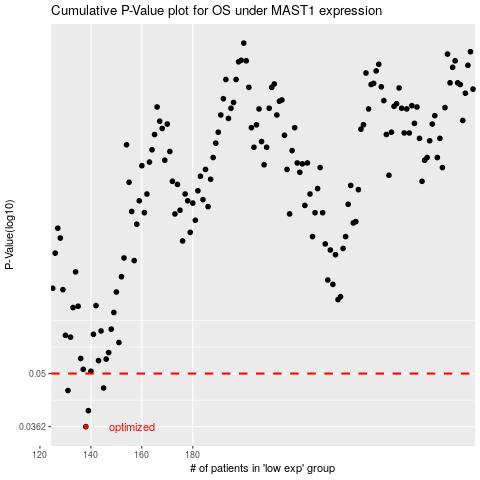 Cumulative P-Value plot for OS under MAST1 expression
P-Value(log10)
0.05
0.0362
optimized
120 140 160 180
# of patients in 'low exp' group